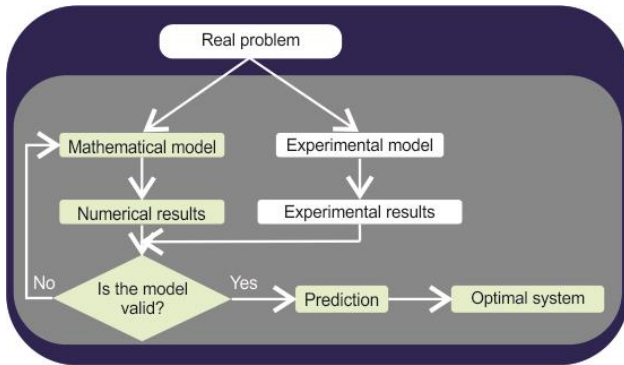 Real problem
Mathematical model
Experimental model
Numerical results
Experimental results
No
Is the model
valid?
Yes
Prediction
Optimal system